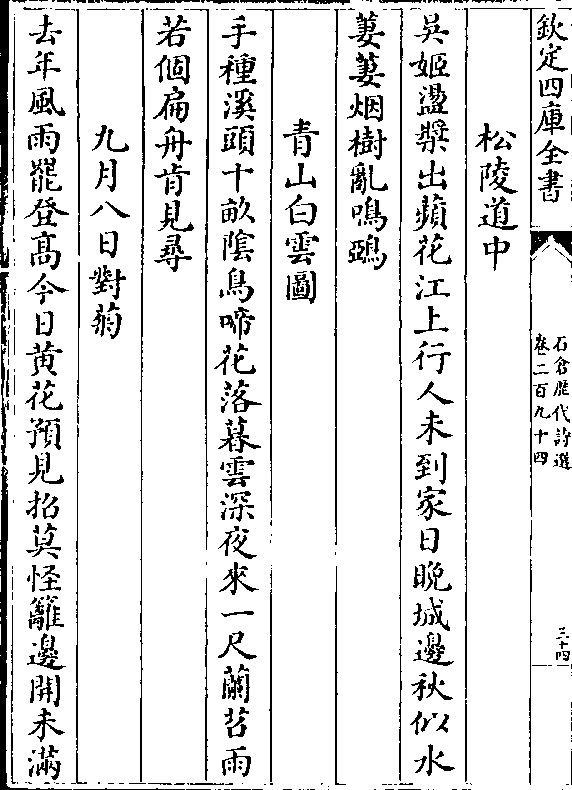 欽定四庫全書
石倉歷代詩選
卷二百九十四
三十四
松陵道中
吳姬盪槳出蘋花江上行人未到家日晚城邊秋似水
萋萋烟樹亂鳴鵶
青山白雲圖
手種溪頭十畝陰鳥啼花落暮雲深夜來一尺蘭苕雨
若個扁舟肯見尋
九月八日對菊
去年風雨罷登高今日黄花預見招莫怪籬邊開未滿